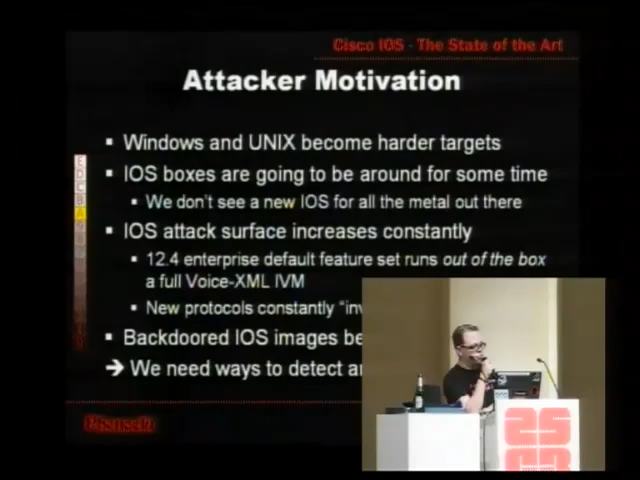 Cisco IOS - The State of the Art
Attacker Motivation
Windows and UNIX become harder targets
IOS boxes are going to be around for some time
We don't see a new IOS for all the metal out there
IOS attack surface increases constantly
12.4 enterprise default feature set runs out of the box
a full Voice-XML IVM
New protocols constantly
Backdoored IOS images
We need ways to detect